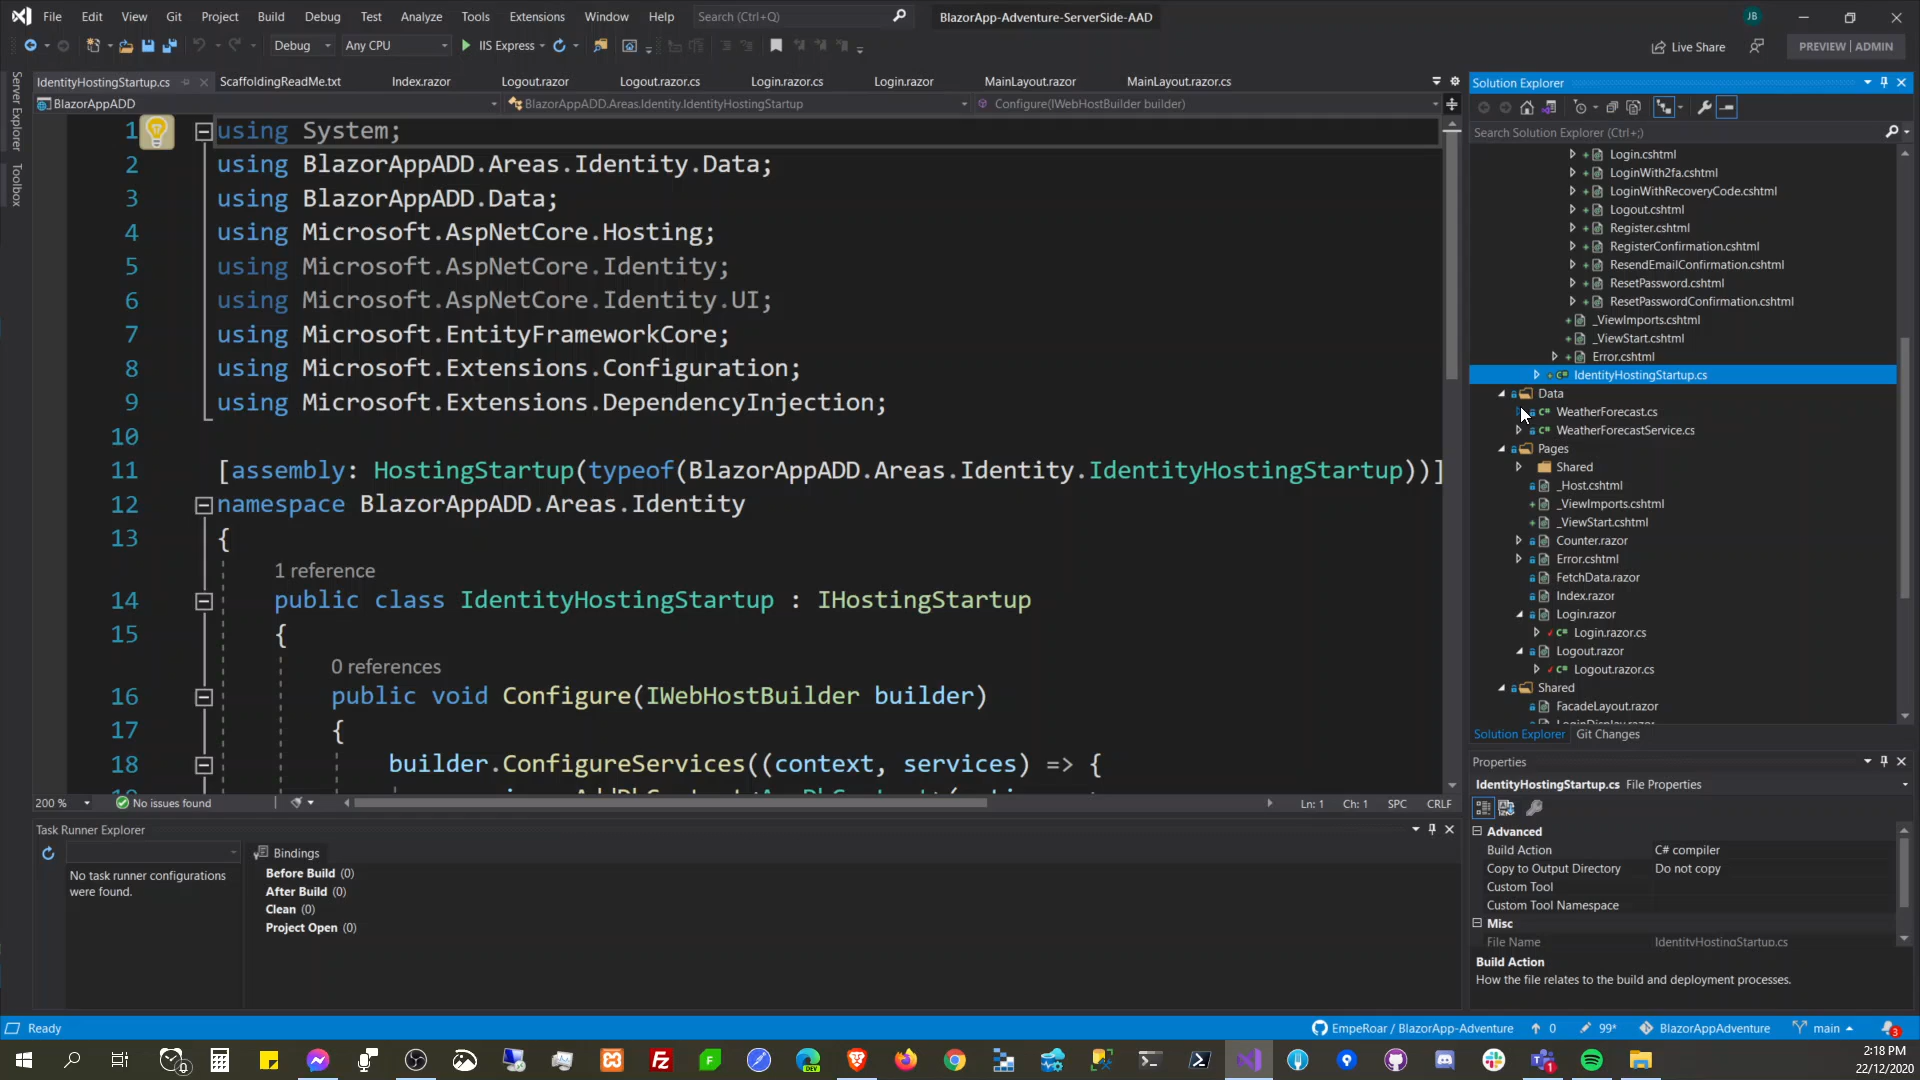 File Edit View Git Project Build Debug Test Analyze Tools Extensions Window Help Search (Ctrl+Q) BlazorApp-Adventure-ServerSide-AAD JB
Debug Any CPU IIS Express Live Share PREVIEW | ADMIN
IdentityHostingStartup.cs ScaffoldingReadMe.txt Index.razor Logout.razor Logout.razor.cs Login.razor.cs Login.razor MainLayout.razor MainLayout.razor.cs
BlazorAppADD BlazorAppADD.Areas.Identity.IdentityHostingStartup Configure(IWebHostBuilder builder)
Server Explorer
Toolbox
1 using System;
2 using BlazorAppADD.Areas.Identity.Data;
3 using BlazorAppADD.Data;
4 using Microsoft.AspNetCore.Hosting;
5 using Microsoft.AspNetCore.Identity;
6 using Microsoft.AspNetCore.Identity.UI;
7 using Microsoft.EntityFrameworkCore;
8 using Microsoft.Extensions.Configuration;
9 using Microsoft.Extensions.DependencyInjection;
10
11 [assembly: HostingStartup(typeof(BlazorAppADD.Areas.Identity.IdentityHostingStartup))]
12 namespace BlazorAppADD.Areas.Identity
13 {
1 reference
14 public class IdentityHostingStartup : IHostingStartup
15 {
0 references
16 public void Configure(IWebHostBuilder builder)
17 {
18 builder.ConfigureServices((context, services) => {
200 % No issues found Ln: 1 Ch: 1 SPC CRLF
Task Runner Explorer
No task runner configurations
were found.
Bindings
Before Build (0)
After Build (0)
Clean (0)
Project Open (0)
Solution Explorer
Search Solution Explorer (Ctrl+;)
Login.cshtml
LoginWith2fa.cshtml
LoginWithRecoveryCode.cshtml
Logout.cshtml
Register.cshtml
RegisterConfirmation.cshtml
ResendEmailConfirmation.cshtml
ResetPassword.cshtml
ResetPasswordConfirmation.cshtml
_ViewImports.cshtml
_ViewStart.cshtml
Error.cshtml
IdentityHostingStartup.cs
Data
WeatherForecast.cs
WeatherForecastService.cs
Pages
Shared
_Host.cshtml
_ViewImports.cshtml
_ViewStart.cshtml
Counter.razor
Error.cshtml
FetchData.razor
Index.razor
Login.razor
Login.razor.cs
Logout.razor
Logout.razor.cs
Shared
FacadeLayout.razor
LoginDisplay.razor
Solution Explorer Git Changes
Properties
IdentityHostingStartup.cs File Properties
Advanced
Build Action C# compiler
Copy to Output Directory Do not copy
Custom Tool
Custom Tool Namespace
Misc
File Name IdentityHostingStartup.cs
Build Action
How the file relates to the build and deployment processes.
Ready EmpeRoar / BlazorApp-Adventure 0 99* BlazorAppAdventure main 3
2:18 PM
22/12/2020